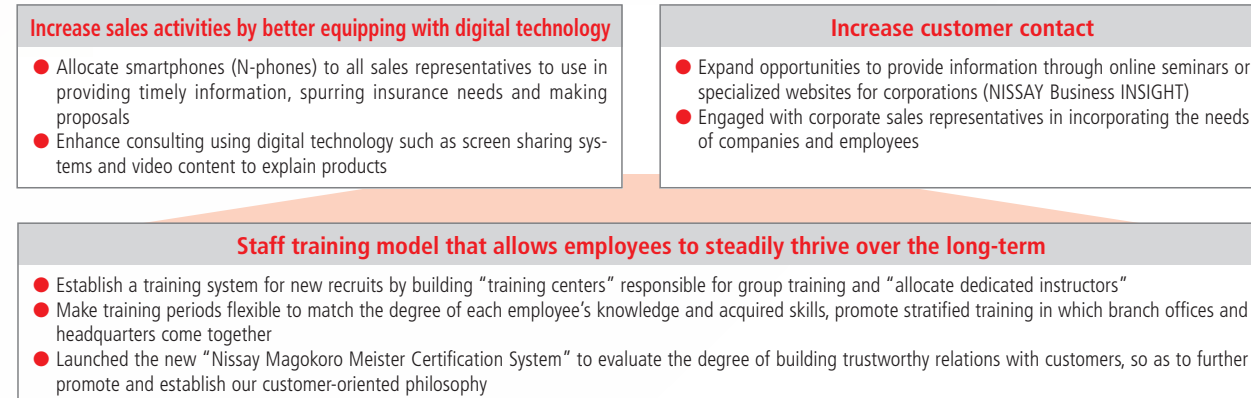 Increase sales activities by better equipping with digital technology
● Allocate smartphones (N-phones) to all sales representatives to use in
providing timely information, spurring insurance needs and making
proposals
● Enhance consulting using digital technology such as screen sharing sys-
tems and video content to explain products
Increase customer contact
● Expand opportunities to provide information through online seminars or
specialized websites for corporations (NISSAY Business INSIGHT)
● Engaged with corporate sales representatives in incorporating the needs
of companies and employees
Staff training model that allows employees to steadily thrive over the long-term
● Establish a training system for new recruits by building “training centers” responsible for group training and “allocate dedicated instructors”
● Make training periods flexible to match the degree of each employee’s knowledge and acquired skills, promote stratified training in which branch offices and
headquarters come together
● Launched the new “Nissay Magokoro Meister Certification System” to evaluate the degree of building trustworthy relations with customers, so as to further
promote and establish our customer-oriented philosophy